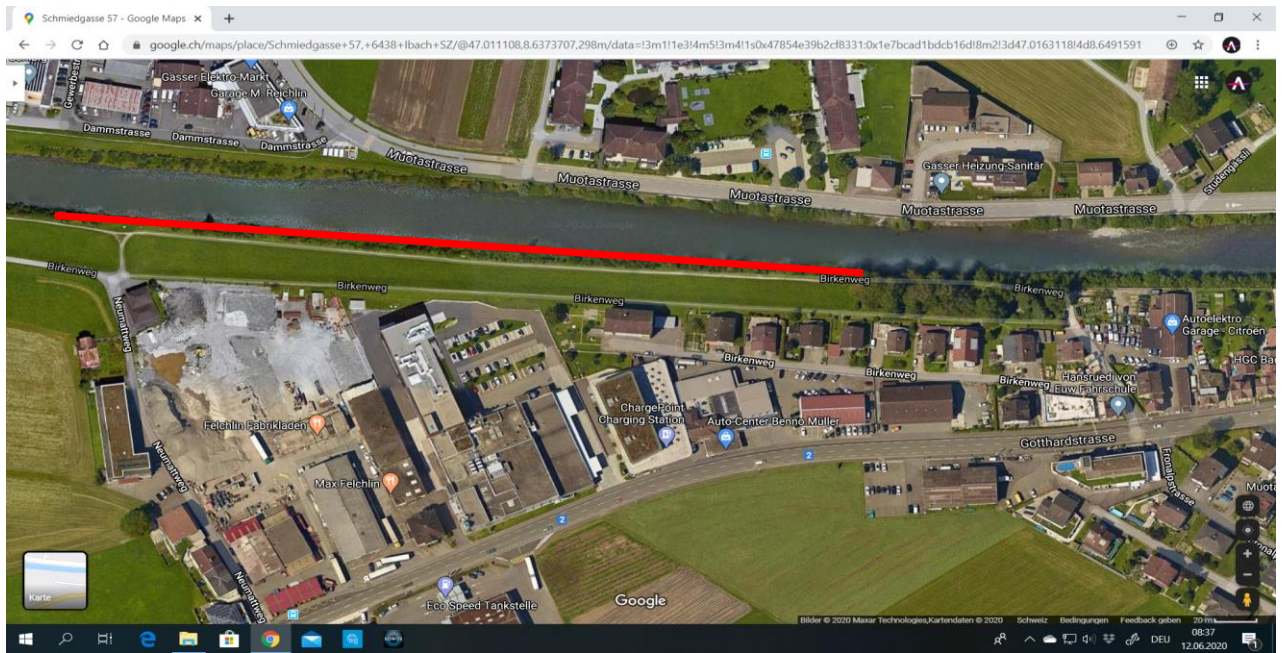 Schmiedgasse 57 - Google Maps
google.ch/maps/place/Schmiedgasse+57,+6438+Ibach+SZ/@47.011108,8.6373707,298m/data=!3m1!1e3!4m5!3m4!1s0x47854e39b2cf8331:0x1e7bcad1bdcb16d!8m2!3d47.0163118!4d8.6491591
Gasser Elektro-Markt
Garage M. Reichlin
Dammstrasse
Dammstrasse
Dammstrasse
Muotastrasse
Muotastrasse
Muotastrasse
Muotastrasse
Muotastrasse
Gasser Heizung-Sanitär
Studengässli
Birkenweg
Birkenweg
Birkenweg
Birkenweg
Birkenweg
Neumattweg
Autoelektro
Garage - Citroën
Birkenweg
Birkenweg
Birkenweg
Hansruedi von
Euw Fahrschule
ChargePoint
Charging Station
Auto-Center Benno Müller
Felchlin Fabrikladen
Gotthardstrasse
2
Fronalpstrasse
Neumattweg
Max Felchlin
2
Neumattweg
Eco Speed Tankstelle
Karte
Google
Bilder © 2020 Maxar Technologies,Kartendaten © 2020 Schweiz Bedingungen Feedback geben 20 m
DEU
08:37
12.06.2020